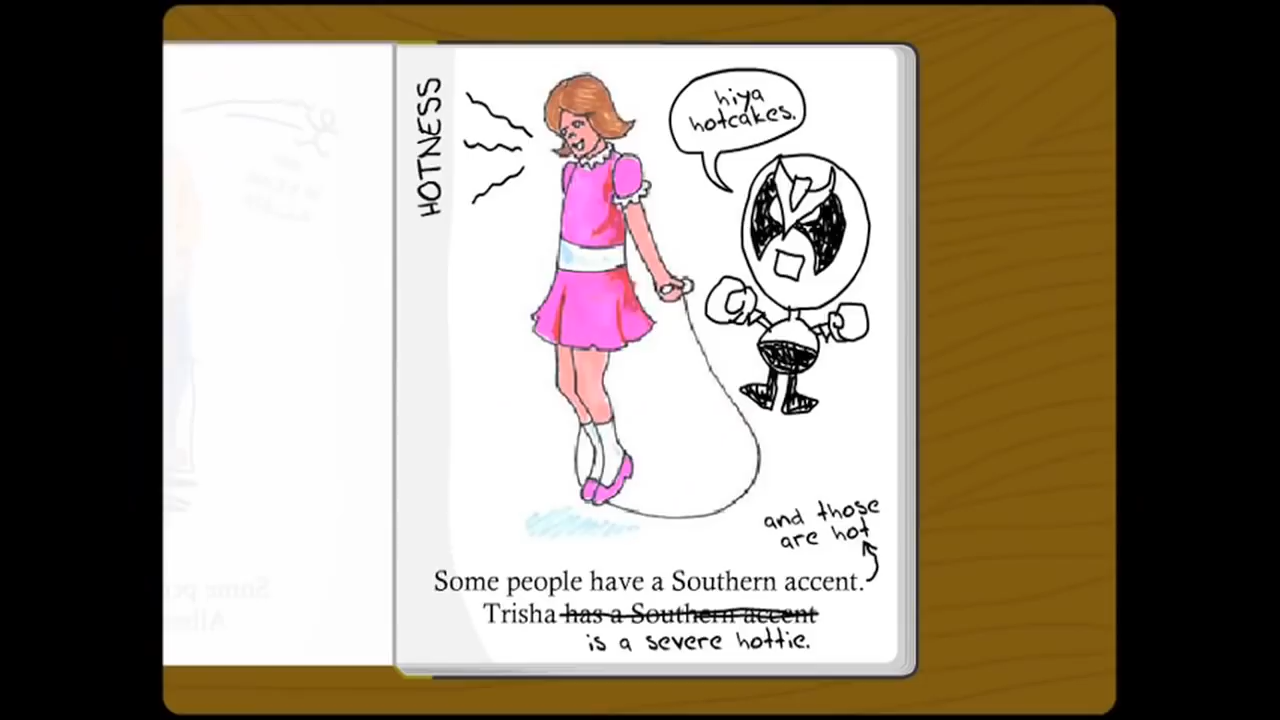 HOTNESS
hiya
hotcakes.
and those
are hot
Some people have a Southern accent.
Trisha has a Southern accent
is a severe hottie.